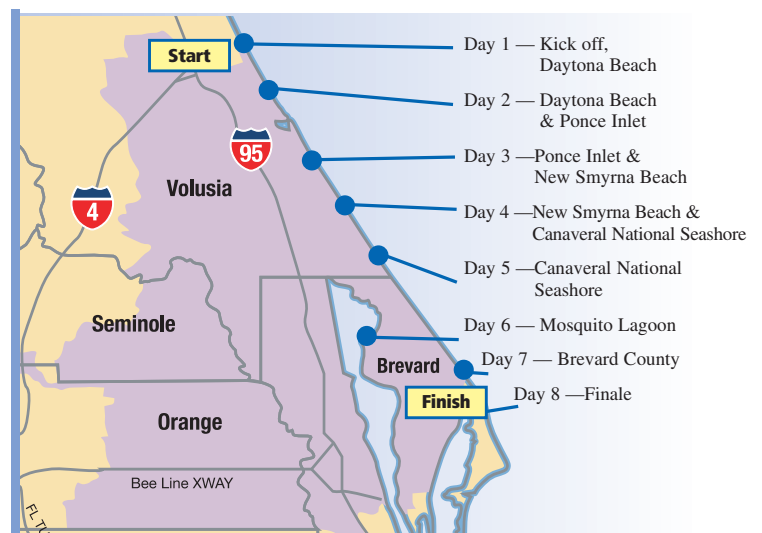 Start
Day 1 — Kick off,
Daytona Beach
Day 2 — Daytona Beach
& Ponce Inlet
95
Day 3 —Ponce Inlet &
New Smyrna Beach
Volusia
4
Day 4 —New Smyrna Beach &
Canaveral National Seashore
Day 5 —Canaveral National
Seashore
Seminole
Day 6 — Mosquito Lagoon
Brevard
Day 7 — Brevard County
Finish
Day 8 —Finale
Orange
Bee Line XWAY
FL